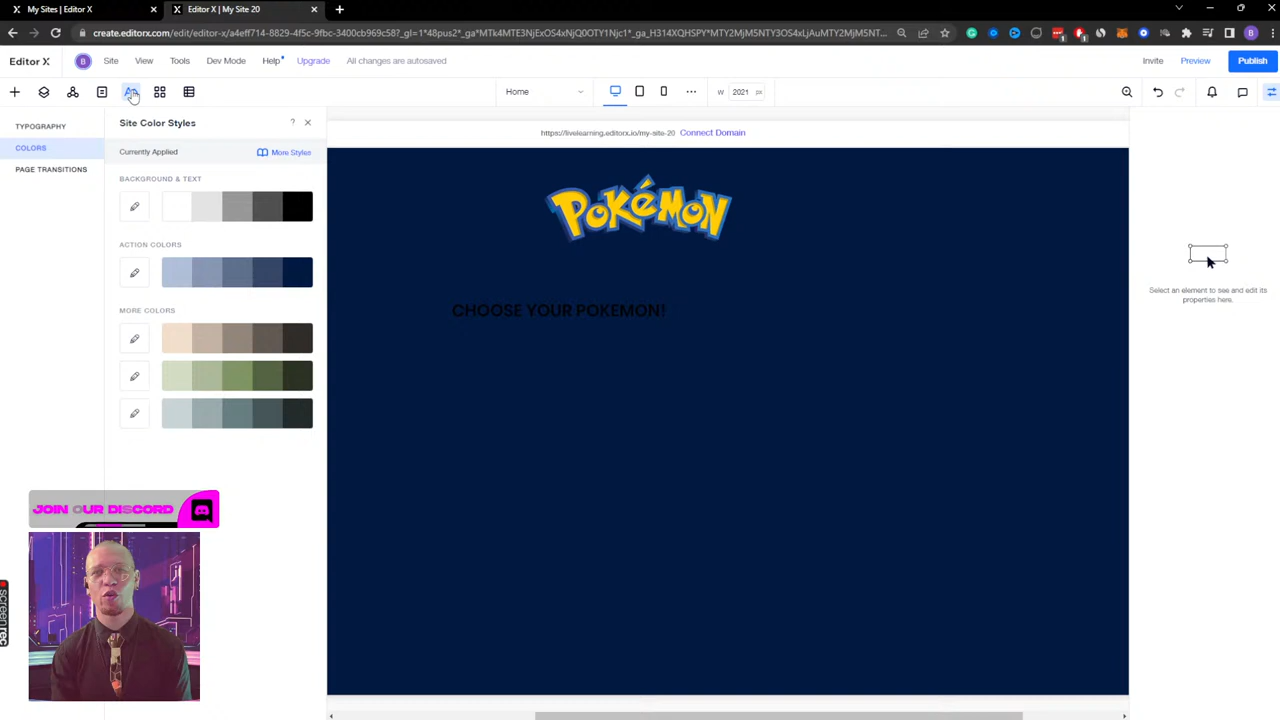 My Sites | Editor X
Editor X | My Site 20
create.editorx.com/edit/editor-x/a4eff714-8829-4f5c-9fbc-3400cb969c58?_gl=1*48pus2*_ga*MTk4MTE3NjExOS4xNjQ0OTY1Njc1*_ga_H314XQHSPY*MTY2MjM5NTY3OS4xLjAuMTY2MjM5NTY3OS4wLjAuMA..&utm...
Editor X B Site View Tools Dev Mode Help Upgrade All changes are autosaved Invite Preview Publish
Home W 2021 px
TYPOGRAPHY
COLORS
PAGE TRANSITIONS
Site Color Styles ?
Currently Applied More Styles
BACKGROUND & TEXT
ACTION COLORS
MORE COLORS
https://livelearning.editorx.io/my-site-20 Connect Domain
POKéMON
CHOOSE YOUR POKEMON!
Select an element to see and edit its
properties here.
JOIN OUR DISCORD
screenrec